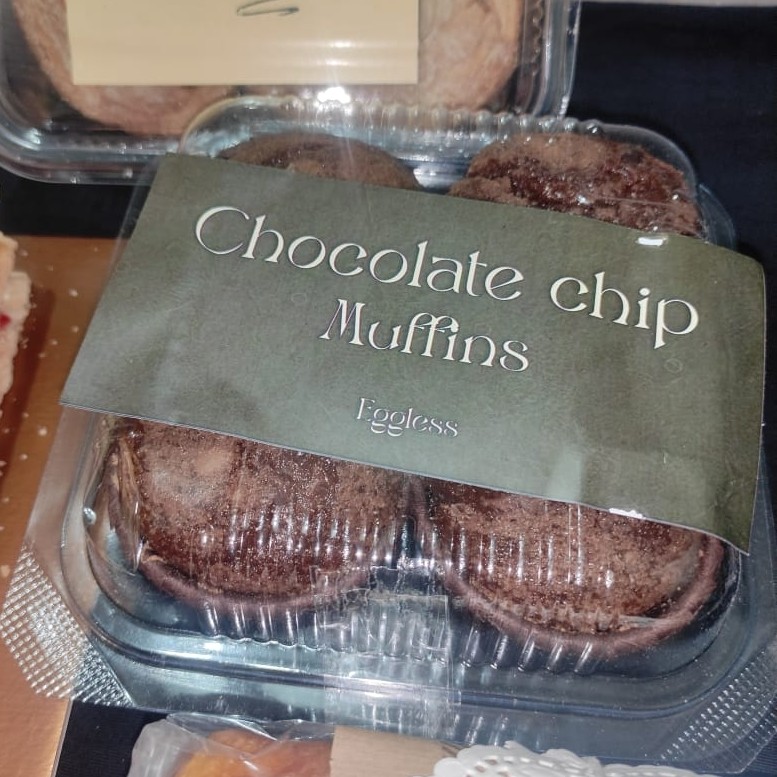 Chocolate chip
Muffins
Eggless